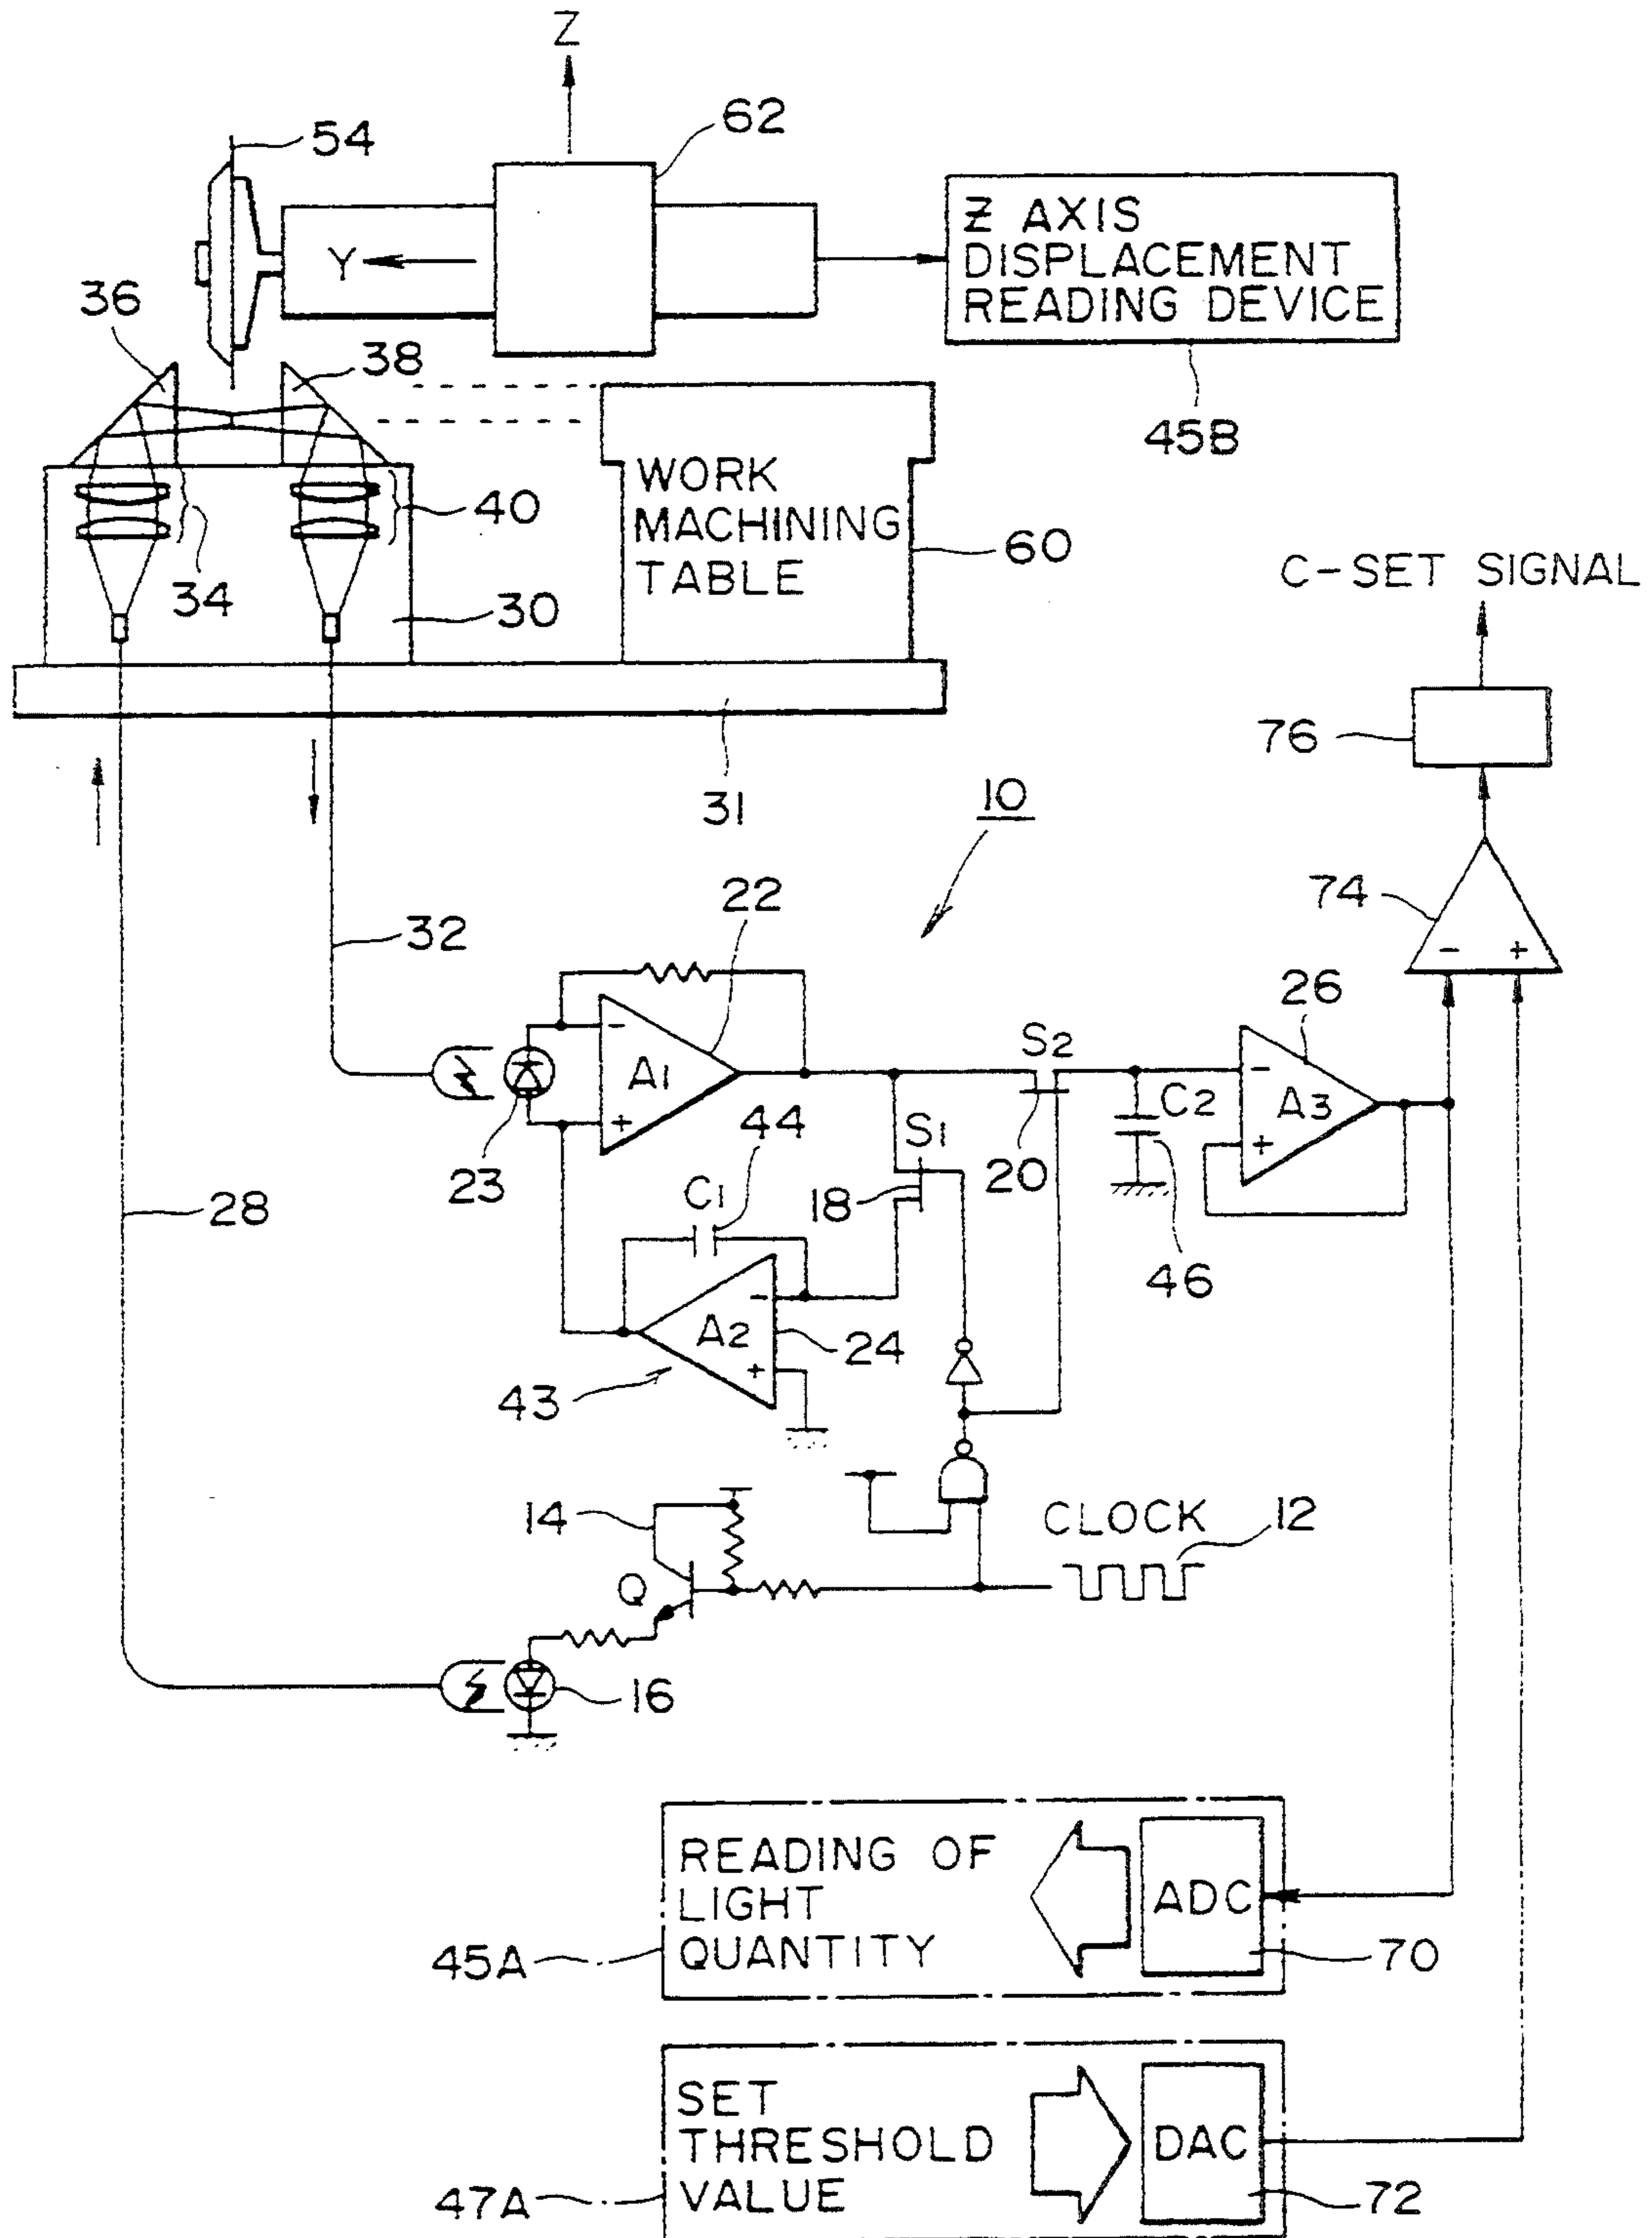 Z
54
62
Z AXIS
DISPLACEMENT
READING DEVICE
Y
36
38
45B
WORK
MACHINING
TABLE
40
34
30
60
C-SET SIGNAL
76
31
10
74
22
32
- +
26
S2
-
A1
+
-
A3
+
C2
44
S1
20
23
18
C1
28
46
-
A2
+
24
43
14
CLOCK
12
Q
16
READING OF
LIGHT
QUANTITY
ADC
45A
70
SET
THRESHOLD
VALUE
DAC
47A
72